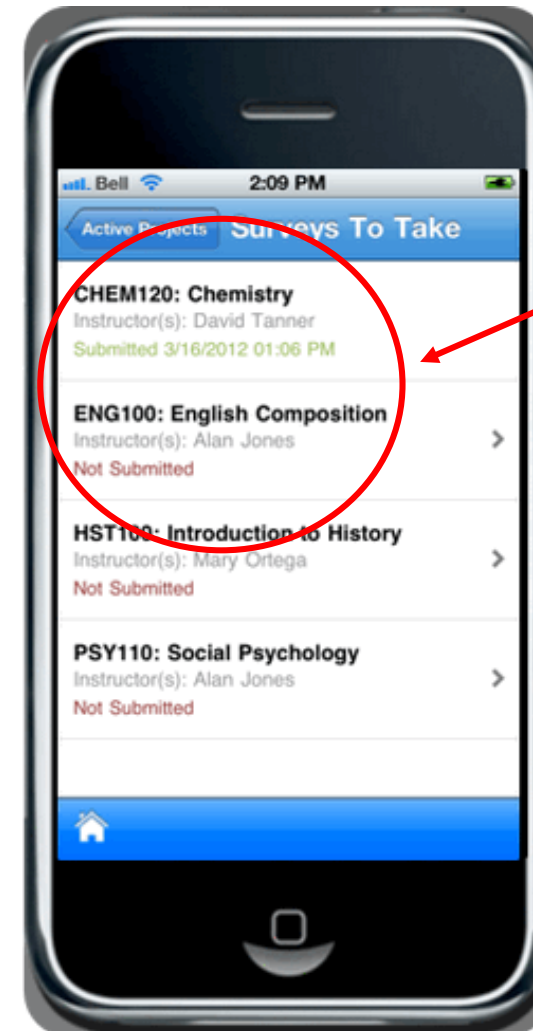 Bell 2:09 PM
Active Projects Surveys To Take
CHEM120: Chemistry
Instructor(s): David Tanner
Submitted 3/16/2012 01:06 PM
ENG100: English Composition
Instructor(s): Alan Jones
Not Submitted
HST109: Introduction to History
Instructor(s): Mary Ortega
Not Submitted
PSY110: Social Psychology
Instructor(s): Alan Jones
Not Submitted